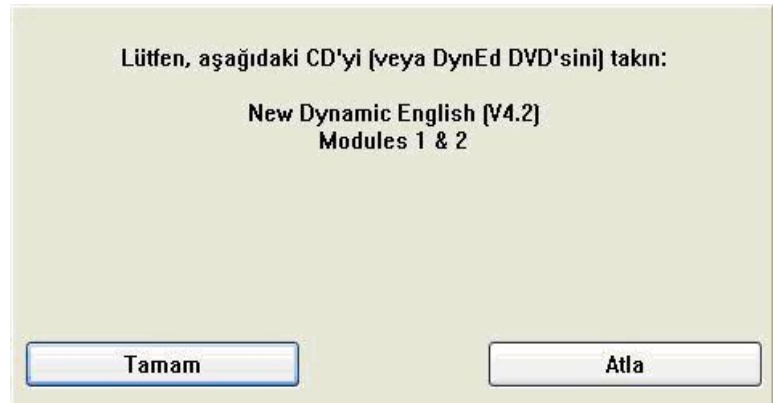 Lütfen, aşağıdaki CD'yi (veya DynEd DVD'sini) takın:
New Dynamic English (V4.2)
Modules 1 & 2
Tamam
Atla